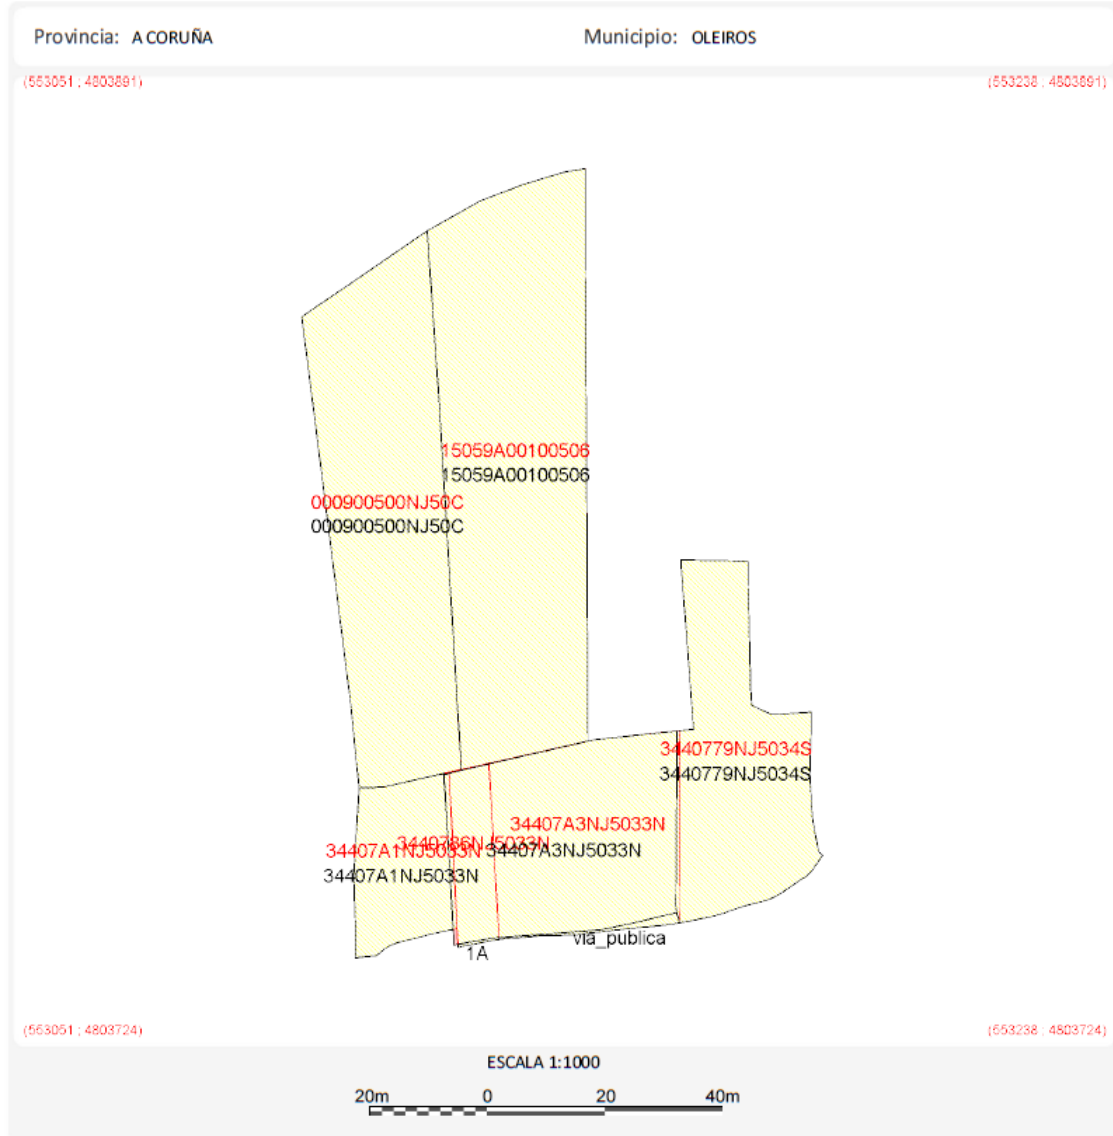 Provincia: A CORUÑA Municipio: OLEIROS
(553051 ; 4803891) (553238 ; 4803891)
15059A00100506
15059A00100506
000900500NJ50C
000900500NJ50C
3440779NJ5034S
3440779NJ5034S
34407A3NJ5033N
3440786NJ5033N
34407A1NJ5033N
34407A3NJ5033N
34407A1NJ5033N
via_publica
1A
(553051 ; 4803724) (553238 ; 4803724)
ESCALA 1:1000
20m 0 20 40m